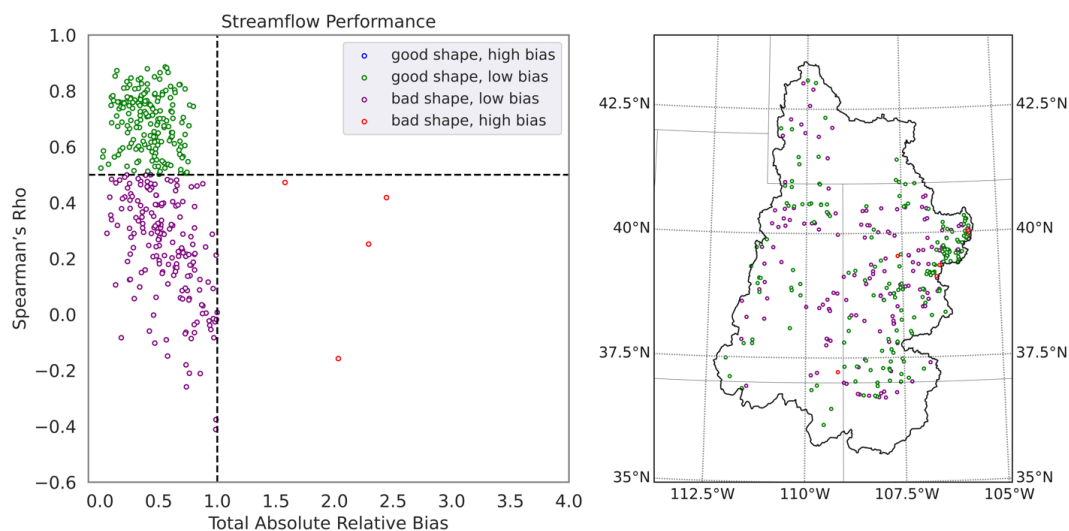 Streamflow Performance
good shape, high bias
good shape, low bias
bad shape, low bias
bad shape, high bias
1.0
0.8
0.6
0.4
0.2
0.0
−0.2
−0.4
−0.6
Spearman's Rho
0.0 0.5 1.0 1.5 2.0 2.5 3.0 3.5 4.0
Total Absolute Relative Bias
42.5°N 42.5°N
40°N 40°N
37.5°N 37.5°N
35°N 35°N
112.5°W 110°W 107.5°W 105°W